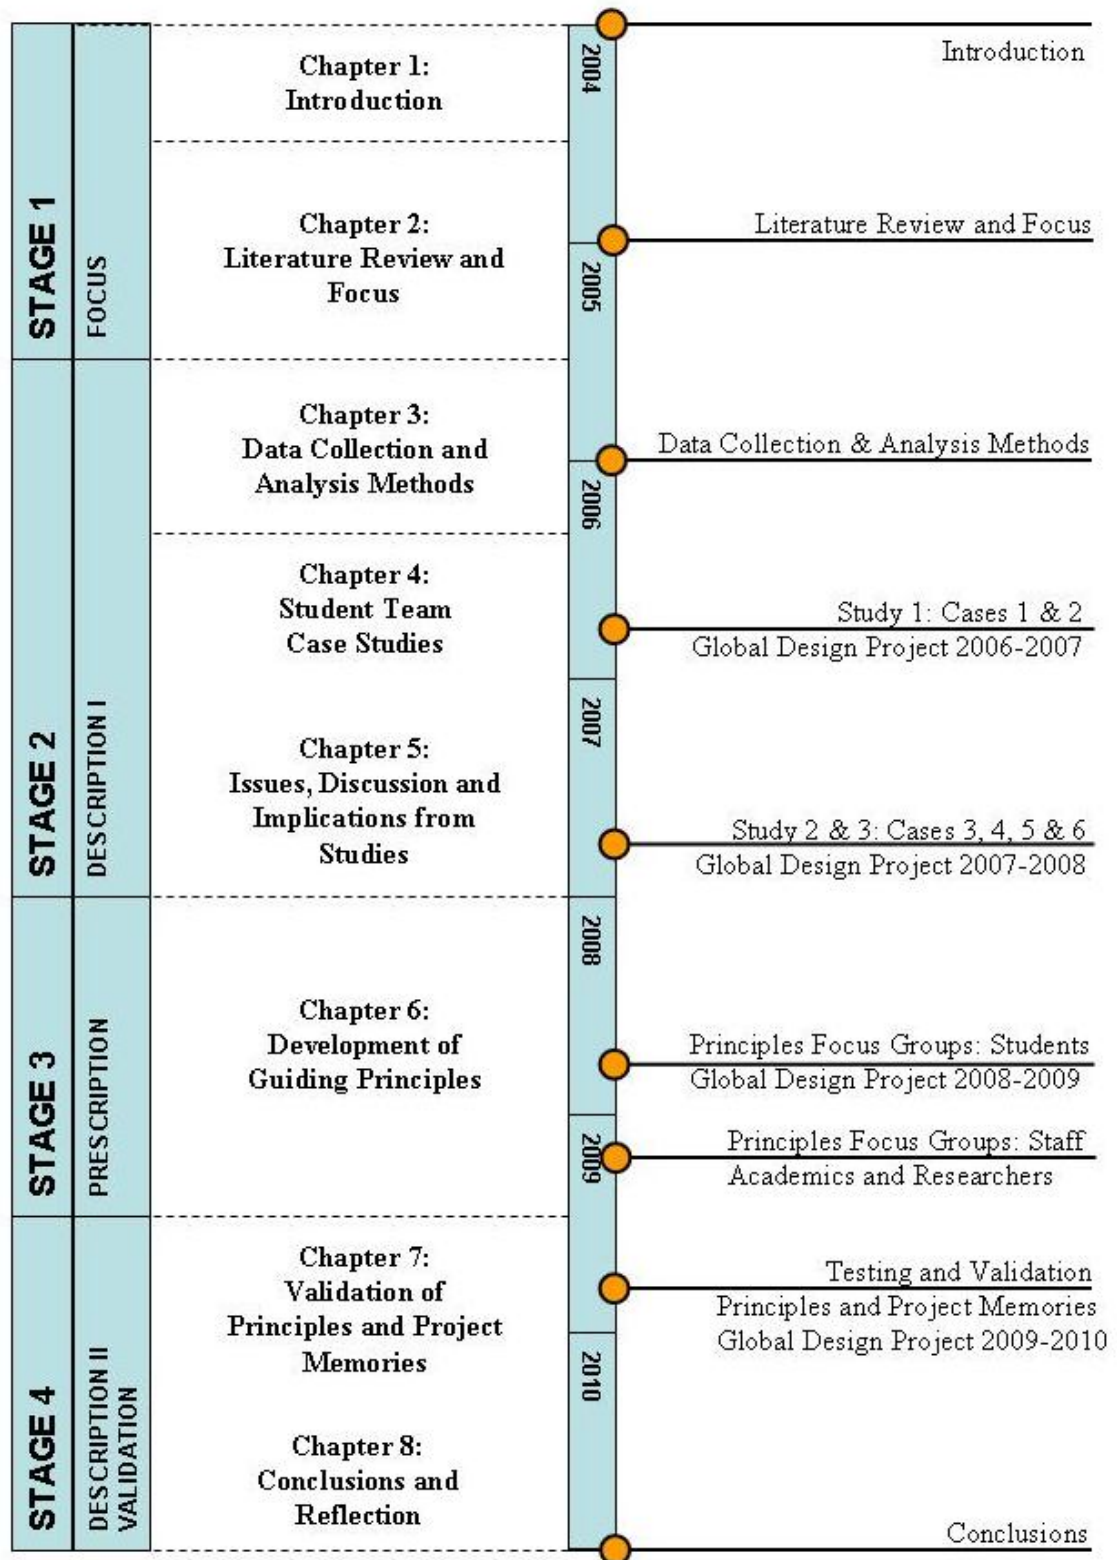 STAGE 1
FOCUS
Chapter 1:
Introduction
Chapter 2:
Literature Review and
Focus
STAGE 2
DESCRIPTION I
Chapter 3:
Data Collection and
Analysis Methods
Chapter 4:
Student Team
Case Studies
Chapter 5:
Issues, Discussion and
Implications from
Studies
STAGE 3
PRESCRIPTION
Chapter 6:
Development of
Guiding Principles
STAGE 4
DESCRIPTION II
VALIDATION
Chapter 7:
Validation of
Principles and Project
Memories
Chapter 8:
Conclusions and
Reflection
2004
2005
2006
2007
2008
2009
2010
Introduction
Literature Review and Focus
Data Collection & Analysis Methods
Study 1: Cases 1 & 2
Global Design Project 2006-2007
Study 2 & 3: Cases 3, 4, 5 & 6
Global Design Project 2007-2008
Principles Focus Groups: Students
Global Design Project 2008-2009
Principles Focus Groups: Staff
Academics and Researchers
Testing and Validation
Principles and Project Memories
Global Design Project 2009-2010
Conclusions